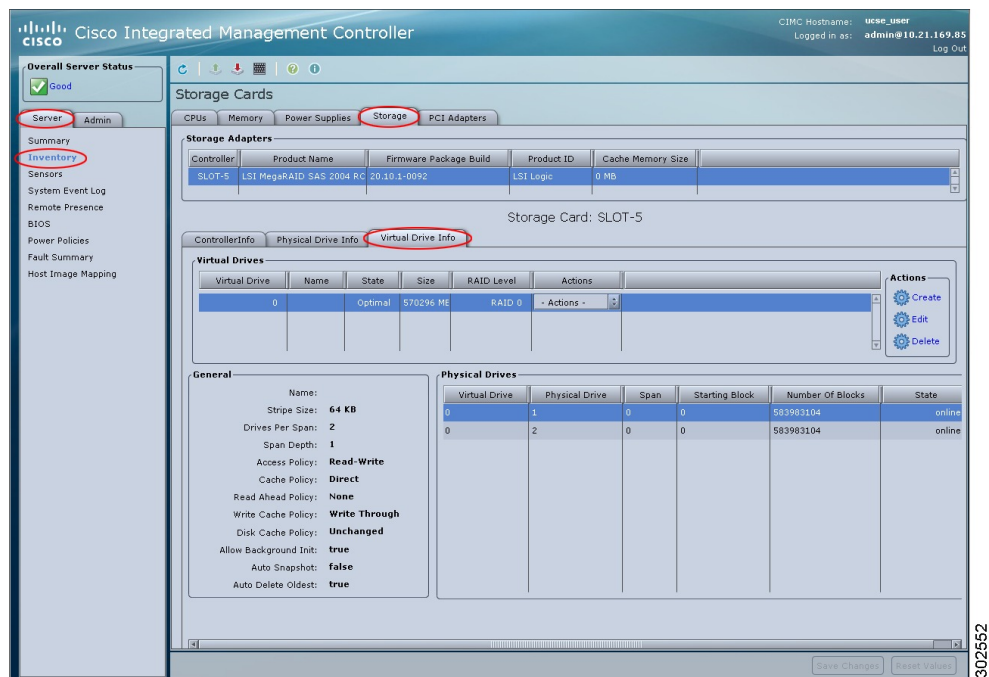 CISCO Cisco Integrated Management Controller
CIMC Hostname: ucse_user
Logged in as: admin@10.21.169.85
Log Out
Overall Server Status
Good
Server Admin
Summary
Inventory
Sensors
System Event Log
Remote Presence
BIOS
Power Policies
Fault Summary
Host Image Mapping
Storage Cards
CPUs Memory Power Supplies Storage PCI Adapters
Storage Adapters
Controller Product Name Firmware Package Build Product ID Cache Memory Size
SLOT-5 LSI MegaRAID SAS 2004 RC 20.10.1-0092 LSI Logic 0 MB
Storage Card: SLOT-5
ControllerInfo Physical Drive Info Virtual Drive Info
Virtual Drives
Virtual Drive Name State Size RAID Level Actions
0 Optimal 570296 ME RAID 0 - Actions -
Actions
Create
Edit
Delete
General
Name:
Stripe Size: 64 KB
Drives Per Span: 2
Span Depth: 1
Access Policy: Read-Write
Cache Policy: Direct
Read Ahead Policy: None
Write Cache Policy: Write Through
Disk Cache Policy: Unchanged
Allow Background Init: true
Auto Snapshot: false
Auto Delete Oldest: true
Physical Drives
Virtual Drive Physical Drive Span Starting Block Number Of Blocks State
0 1 0 0 583983104 online
0 2 0 0 583983104 online
Save Changes Reset Values
302552